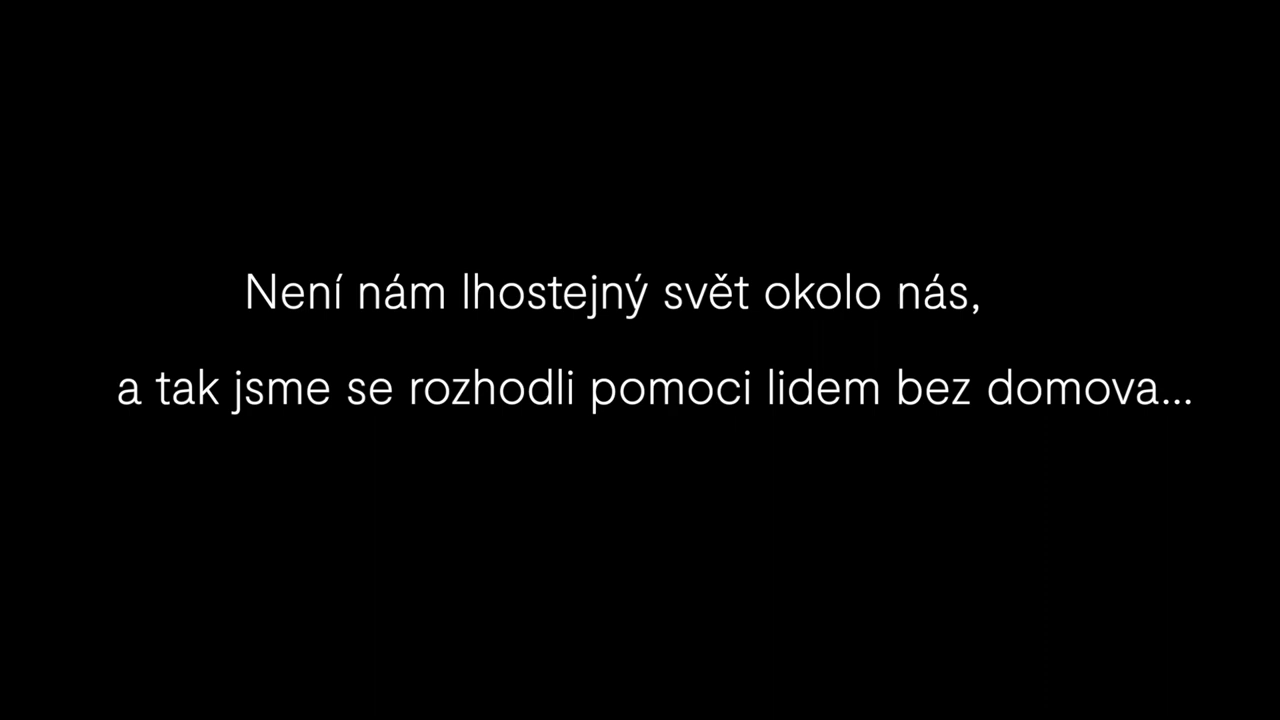 Není nám lhostejný svět okolo nás,
a tak jsme se rozhodli pomoci lidem bez domova...